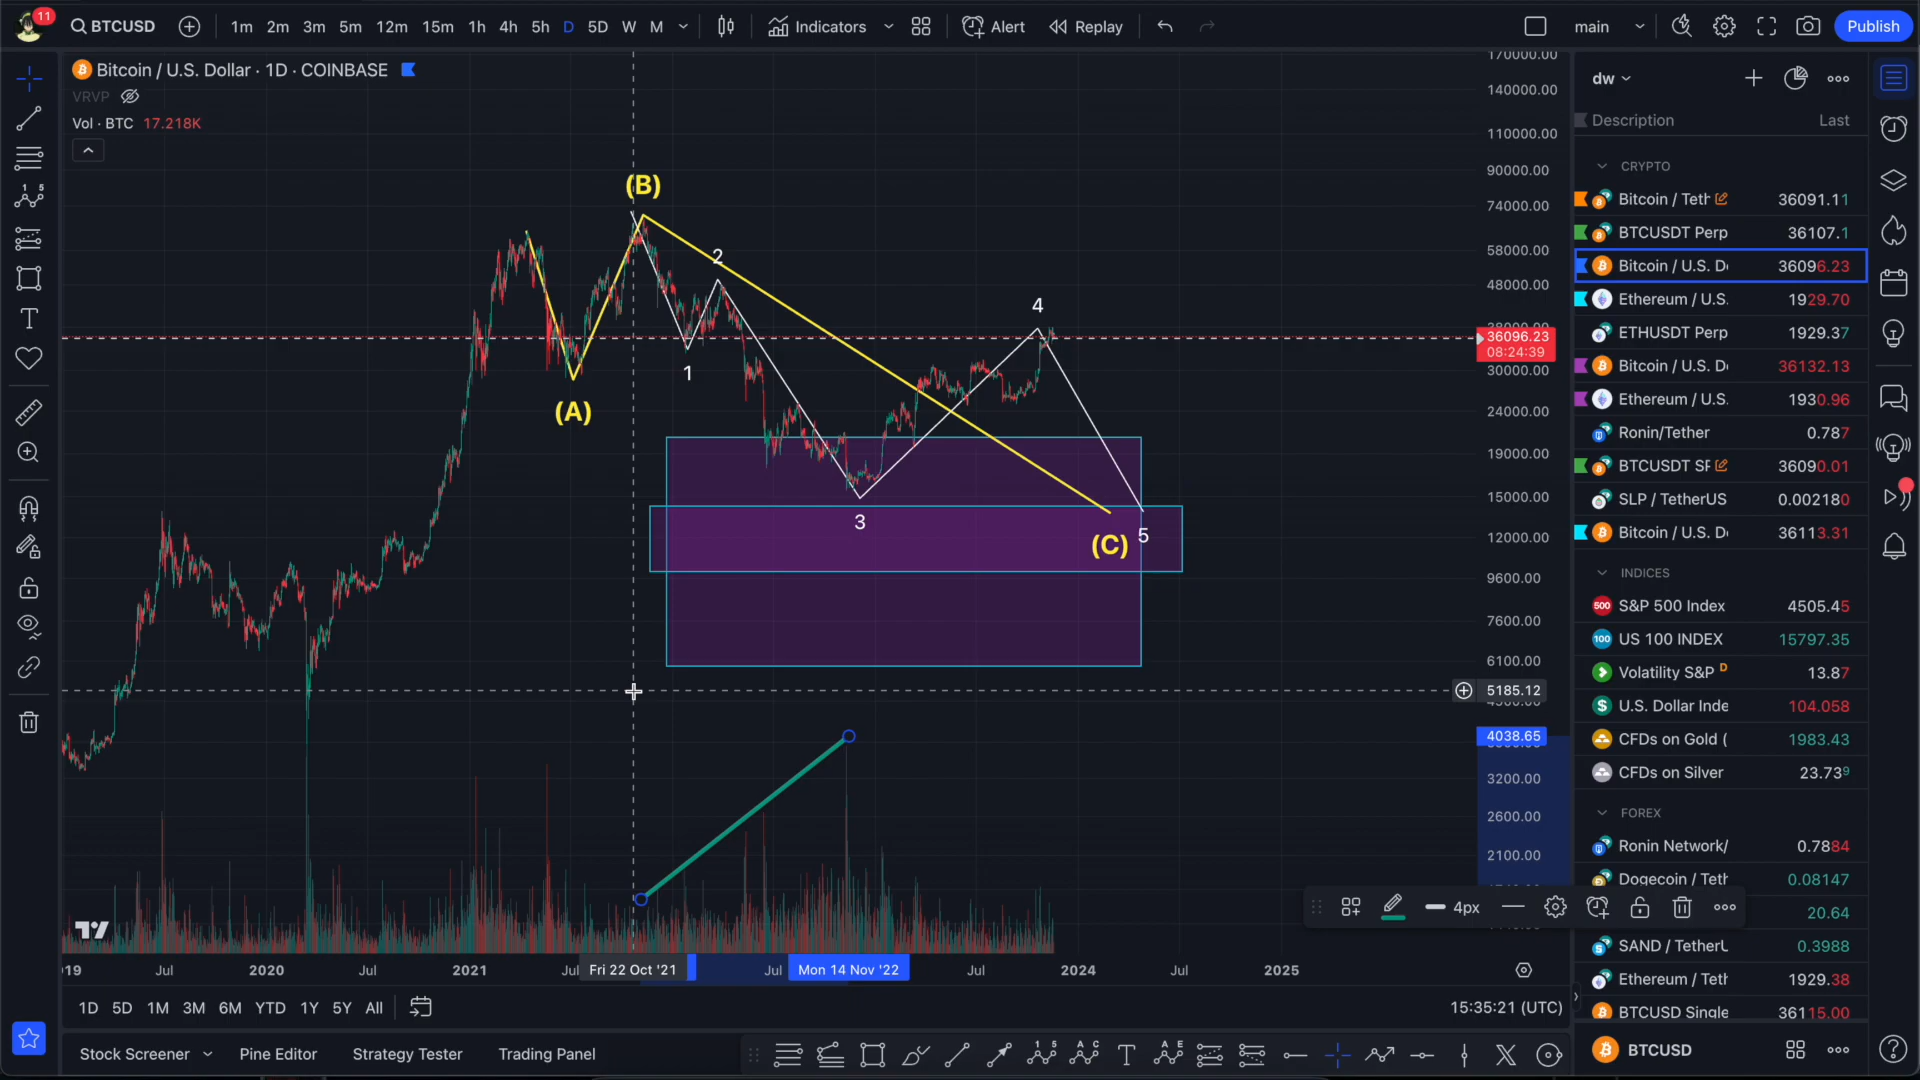 11
BTCUSD
1m 2m 3m 5m 12m 15m 1h 4h 5h D 5D W M
Indicators
Alert
Replay
main
Publish
Bitcoin / U.S. Dollar · 1D · COINBASE
VRVP
Vol · BTC 17.218K
(B)
2
4
1
(A)
3
(C)
5
170000.00
140000.00
110000.00
90000.00
74000.00
58000.00
48000.00
36096.23
08:24:39
30000.00
24000.00
19000.00
15000.00
12000.00
9600.00
7600.00
6100.00
5185.12
4038.65
3200.00
2600.00
2100.00
4px
19 Jul 2020 Jul 2021 Jul Fri 22 Oct '21 Jul Mon 14 Nov '22 Jul 2024 Jul 2025
1D 5D 1M 3M 6M YTD 1Y 5Y All
15:35:21 (UTC)
Stock Screener
Pine Editor
Strategy Tester
Trading Panel
dw
Description Last
CRYPTO
Bitcoin / Teth 36091.11
BTCUSDT Perp 36107.1
Bitcoin / U.S. Do 36096.23
Ethereum / U.S. 1929.70
ETHUSDT Perp 1929.37
Bitcoin / U.S. Do 36132.13
Ethereum / U.S. 1930.96
Ronin/Tether 0.787
BTCUSDT SP 36090.01
SLP / TetherUS 0.002180
Bitcoin / U.S. Do 36113.31
INDICES
500 S&P 500 Index 4505.45
100 US 100 INDEX 15797.35
Volatility S&P D 13.87
U.S. Dollar Inde 104.058
CFDs on Gold ( 1983.43
CFDs on Silver 23.739
FOREX
Ronin Network/ 0.7884
Dogecoin / Teth 0.08147
20.64
SAND / TetherU 0.3988
Ethereum / Teth 1929.38
BTCUSD Single 36115.00
BTCUSD